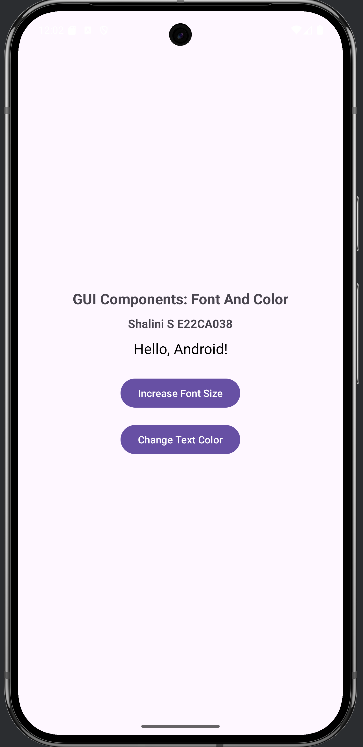 GUI Components: Font And Color
Shalini S E22CA038
Hello, Android!
Increase Font Size
Change Text Color